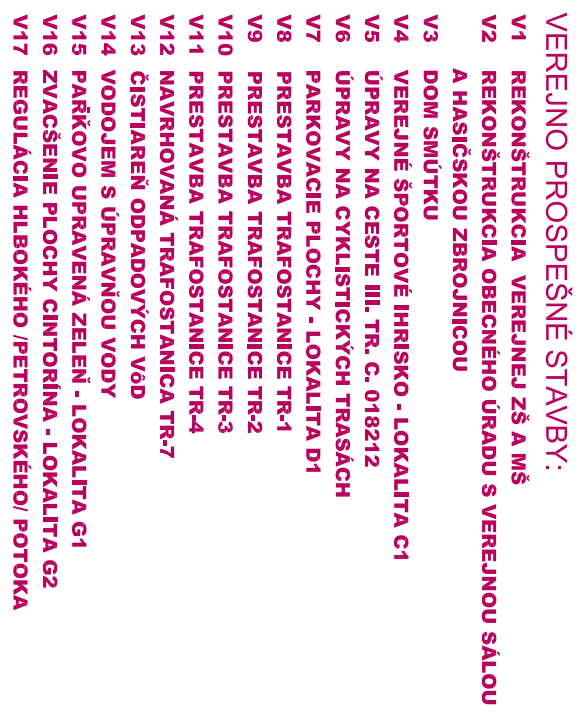 VEREJNO PROSPEŠNÉ STAVBY:
V1 REKONŠTRUKCIA VEREJNEJ ZŠ A MŠ
V2 REKONŠTRUKCIA OBECNÉHO ÚRADU S VEREJNOU SÁLOU
A HASIČSKOU ZBROJNICOU
V3 DOM SMÚTKU
V4 VEREJNÉ ŠPORTOVÉ IHRISKO - LOKALITA C1
V5 ÚPRAVY NA CESTE III. TR. C. 018212
V6 ÚPRAVY NA CYKLISTICKÝCH TRASÁCH
V7 PARKOVACIE PLOCHY - LOKALITA D1
V8 PRESTAVBA TRAFOSTANICE TR-1
V9 PRESTAVBA TRAFOSTANICE TR-2
V10 PRESTAVBA TRAFOSTANICE TR-3
V11 PRESTAVBA TRAFOSTANICE TR-4
V12 NAVRHOVANÁ TRAFOSTANICA TR-7
V13 ČISTIAREŇ ODPADOVÝCH VôD
V14 VODOJEM S ÚPRAVŇOU VODY
V15 PARKOVO UPRAVENÁ ZELEŇ - LOKALITA G1
V16 ZVACŠENIE PLOCHY CINTORÍNA - LOKALITA G2
V17 REGULÁCIA HLBOKÉHO /PETROVSKÉHO/ POTOKA